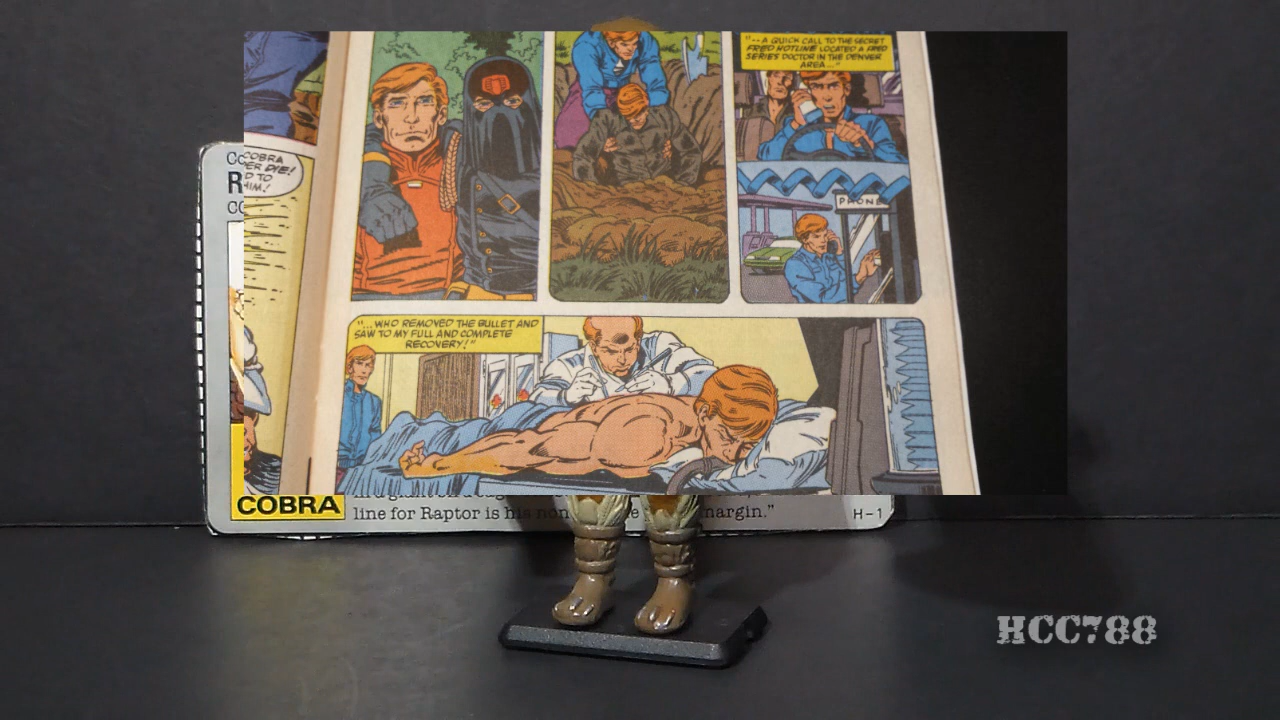 "--A QUICK CALL TO THE SECRET
FRED HOTLINE LOCATED A FRED
SERIES DOCTOR IN THE DENVER
AREA..."
COBRA
DIE!
TO
HIM!
PHONE
"...WHO REMOVED THE BULLET AND
SAW TO MY FULL AND COMPLETE
RECOVERY!"
COBRA
line for Raptor is his non margin."
H-1
HCC788